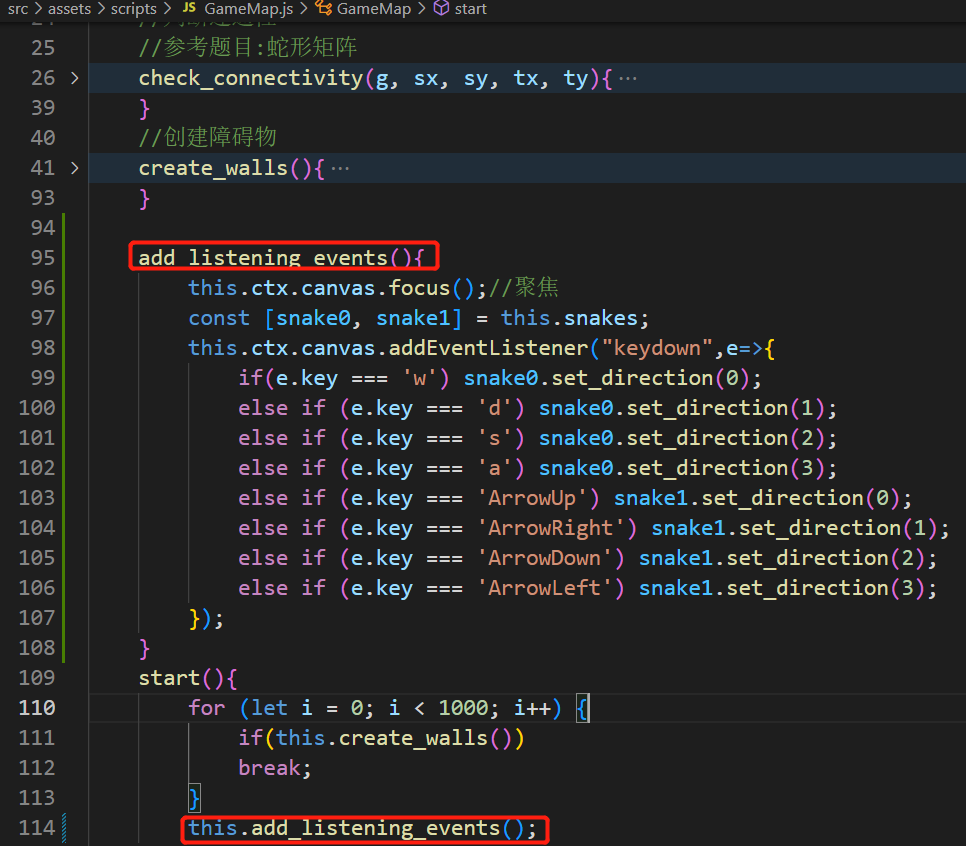 src > assets > scripts > JS GameMap.js > GameMap > start
25 //参考题目:蛇形矩阵
26 > check_connectivity(g, sx, sy, tx, ty){ ···
39 }
40 //创建障碍物
41 > create_walls(){ ···
93 }
94
95 add_listening_events(){
96 this.ctx.canvas.focus();//聚焦
97 const [snake0, snake1] = this.snakes;
98 this.ctx.canvas.addEventListener("keydown",e=>{
99 if(e.key === 'w') snake0.set_direction(0);
100 else if (e.key === 'd') snake0.set_direction(1);
101 else if (e.key === 's') snake0.set_direction(2);
102 else if (e.key === 'a') snake0.set_direction(3);
103 else if (e.key === 'ArrowUp') snake1.set_direction(0);
104 else if (e.key === 'ArrowRight') snake1.set_direction(1);
105 else if (e.key === 'ArrowDown') snake1.set_direction(2);
106 else if (e.key === 'ArrowLeft') snake1.set_direction(3);
107 });
108 }
109 start(){
110 for (let i = 0; i < 1000; i++) {
111 if(this.create_walls())
112 break;
113 }
114 this.add_listening_events();